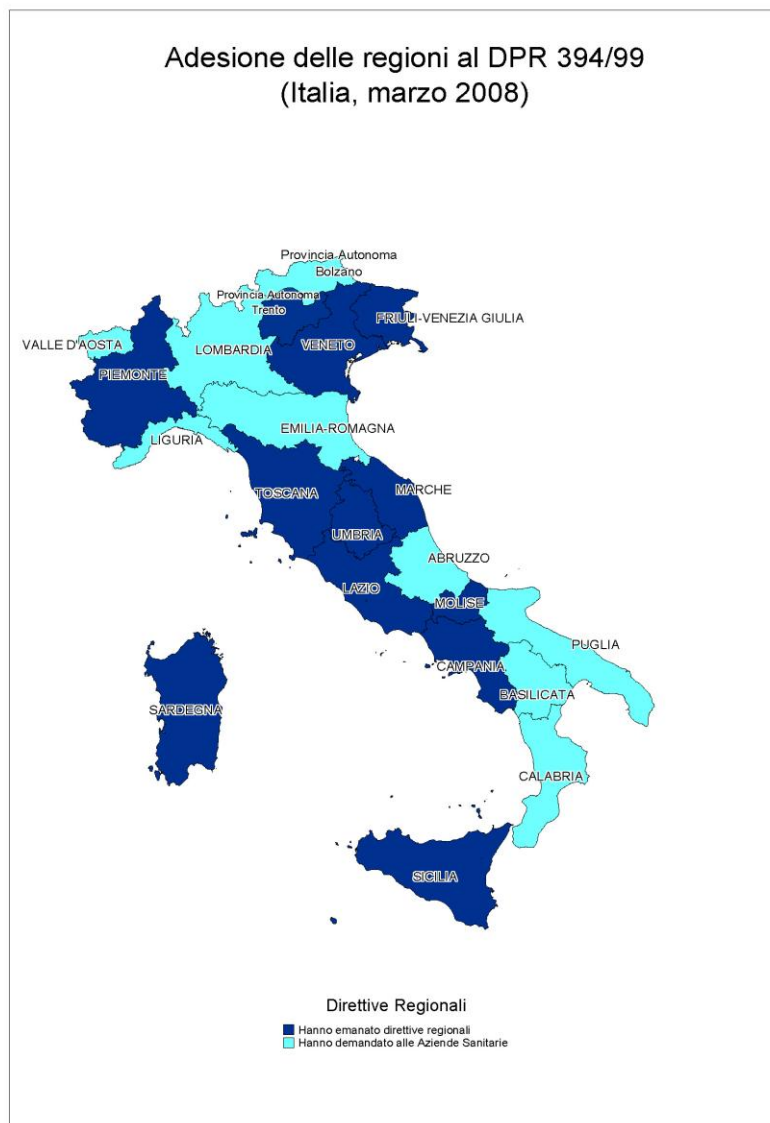 Adesione delle regioni al DPR 394/99
(Italia, marzo 2008)
Provincia Autonoma
Bolzano
Provincia Autonoma
Trento
FRIULI-VENEZIA GIULIA
VALLE D'AOSTA
LOMBARDIA
VENETO
PIEMONTE
EMILIA-ROMAGNA
LIGURIA
TOSCANA
MARCHE
UMBRIA
ABRUZZO
LAZIO
MOLISE
PUGLIA
CAMPANIA
BASILICATA
SARDEGNA
CALABRIA
SICILIA
Direttive Regionali
Hanno emanato direttive regionali
Hanno demandato alle Aziende Sanitarie